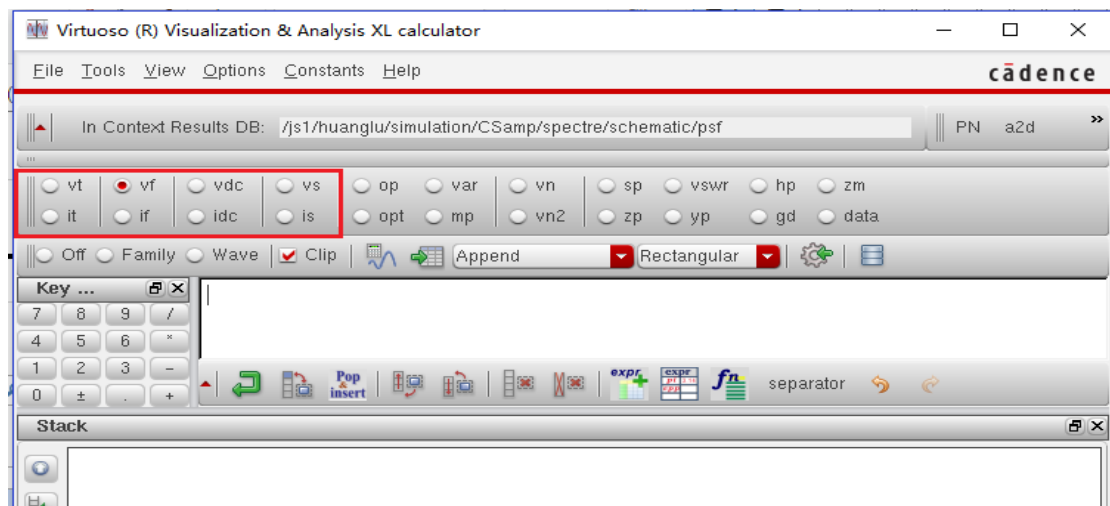 Virtuoso (R) Visualization & Analysis XL calculator
File Tools View Options Constants Help cādence
In Context Results DB: /js1/huanglu/simulation/CSamp/spectre/schematic/psf PN a2d »
vt vf vdc vs op var vn sp vswr hp zm
it if idc is opt mp vn2 zp yp gd data
Off Family Wave Clip Append Rectangular
Key ...
7 8 9 /
4 5 6 *
1 2 3 -
0 ± . +
Pop & insert expr expr fn separator
Stack